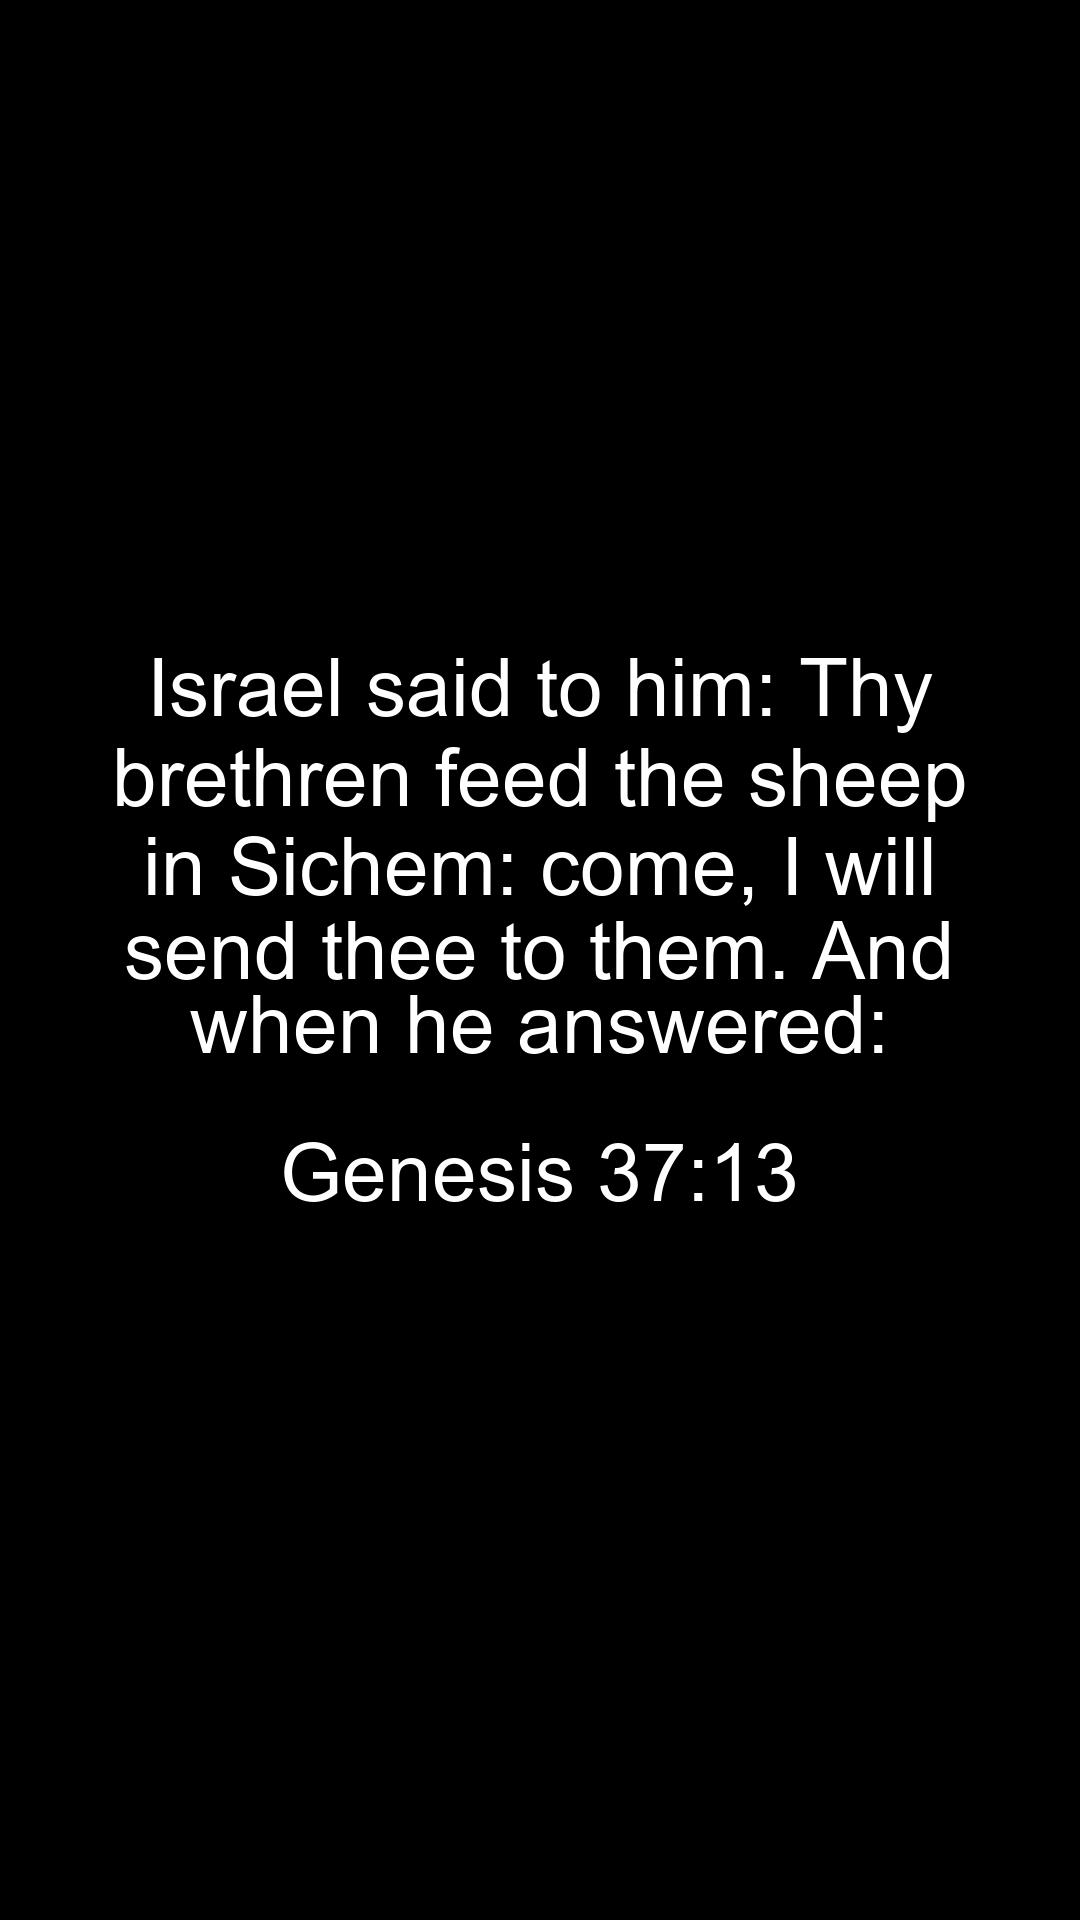 Israel said to him: Thy
brethren feed the sheep
in Sichem: come, I will
send thee to them. And
when he answered:
Genesis 37:13